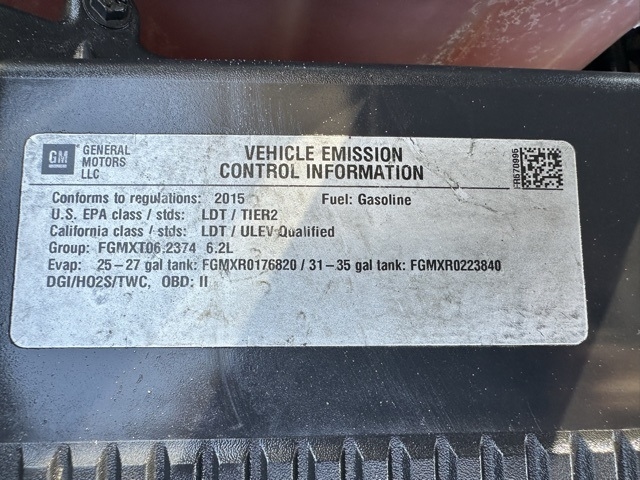 GM
GENERAL MOTORS LLC
VEHICLE EMISSION
CONTROL INFORMATION
FR670995
Conforms to regulations: 2015 Fuel: Gasoline
U.S. EPA class / stds: LDT / TIER2
California class / stds: LDT / ULEV Qualified
Group: FGMXT06.2374 6.2L
Evap: 25-27 gal tank: FGMXR0176820 / 31-35 gal tank: FGMXR0223840
DGI/HO2S/TWC, OBD: II